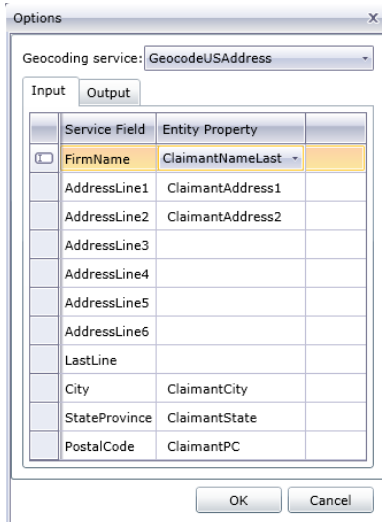 Options
X
Geocoding service: GeocodeUSAddress
Input Output
Service Field Entity Property
FirmName ClaimantNameLast
AddressLine1 ClaimantAddress1
AddressLine2 ClaimantAddress2
AddressLine3
AddressLine4
AddressLine5
AddressLine6
LastLine
City ClaimantCity
StateProvince ClaimantState
PostalCode ClaimantPC
OK Cancel